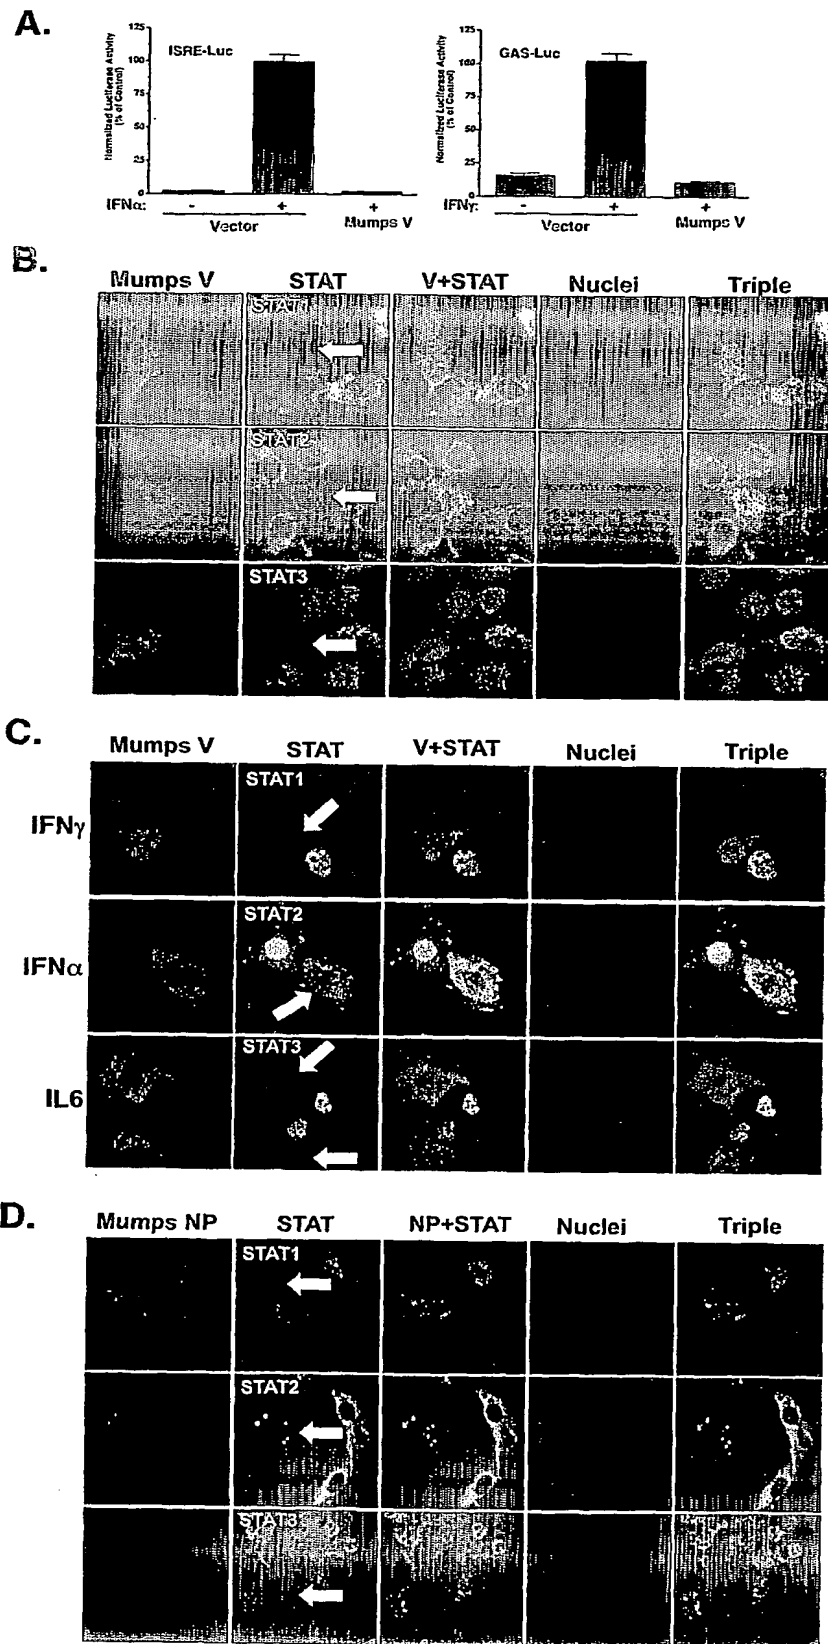 A.
125
100
75
50
25
0
Normalized Luciferase Activity
(% of Control)
ISRE-Luc
IFNα: - + +
Vector Mumps V
125
100
75
50
25
0
Normalized Luciferase Activity
(% of Control)
GAS-Luc
IFNγ: - + +
Vector Mumps V
B.
Mumps V STAT V+STAT Nuclei Triple
STAT1
STAT2
STAT3
C.
Mumps V STAT V+STAT Nuclei Triple
IFNγ STAT1
IFNα STAT2
IL6 STAT3
D.
Mumps NP STAT NP+STAT Nuclei Triple
STAT1
STAT2
STAT3